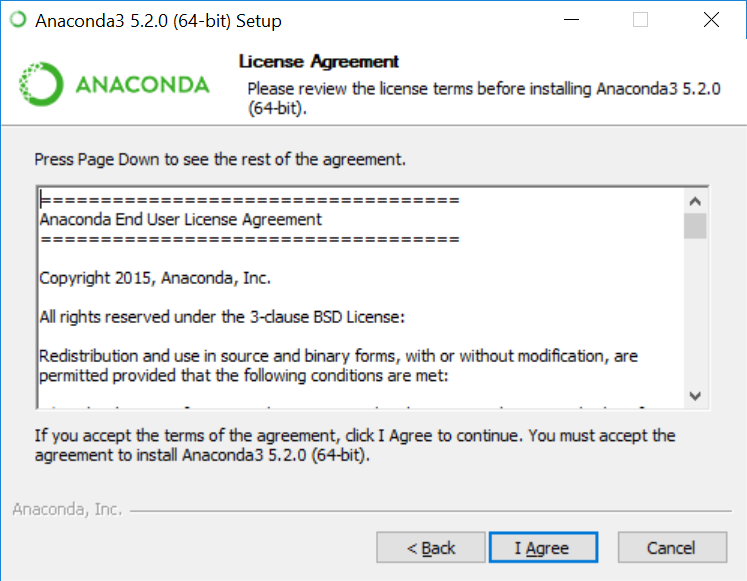 Anaconda3 5.2.0 (64-bit) Setup
ANACONDA
License Agreement
Please review the license terms before installing Anaconda3 5.2.0
(64-bit).
Press Page Down to see the rest of the agreement.
===================================
Anaconda End User License Agreement
===================================
Copyright 2015, Anaconda, Inc.
All rights reserved under the 3-clause BSD License:
Redistribution and use in source and binary forms, with or without modification, are
permitted provided that the following conditions are met:
If you accept the terms of the agreement, click I Agree to continue. You must accept the
agreement to install Anaconda3 5.2.0 (64-bit).
Anaconda, Inc.
< Back
I Agree
Cancel